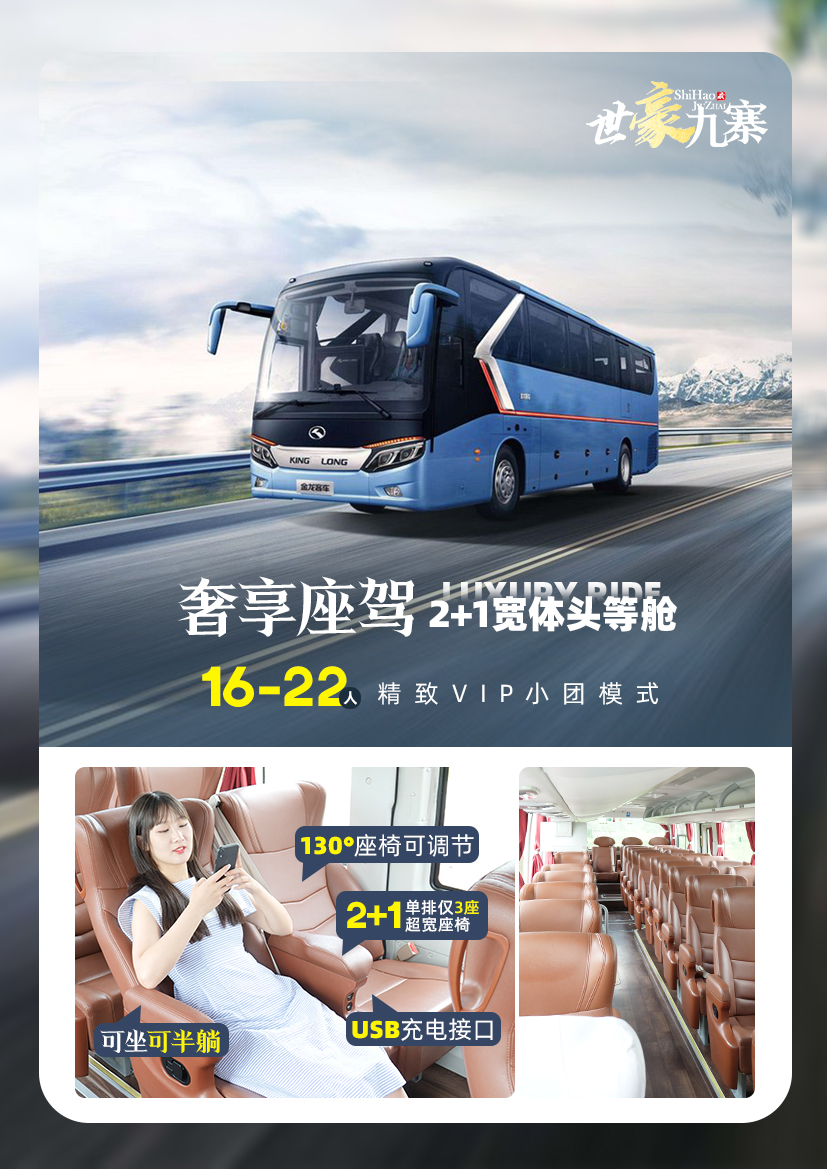 ShiHao
JiuZHAI
世豪九寨
KING LONG
金龙客车
LUXURY RIDE
奢享座驾 2+1宽体头等舱
16-22人 精致VIP小团模式
130°座椅可调节
2+1 单排仅3座
超宽座椅
USB充电接口
可坐可半躺